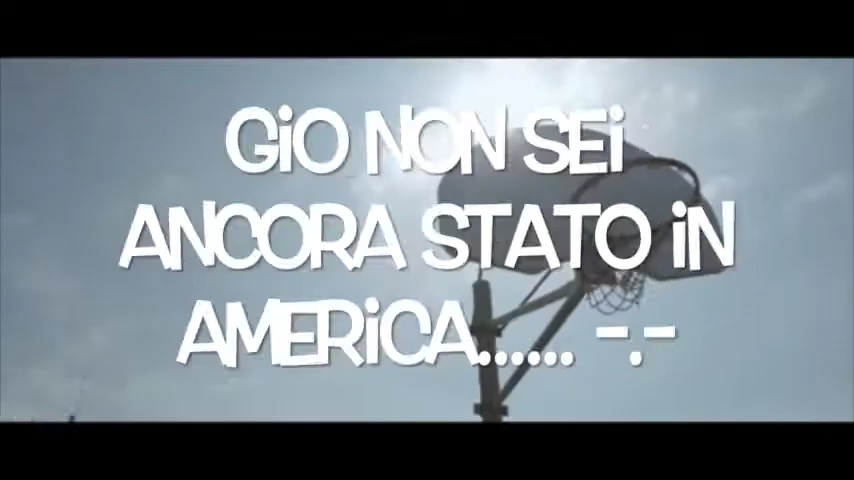 GiO NON SEi
ANCORA STATO iN
AMERiCA...... -.-